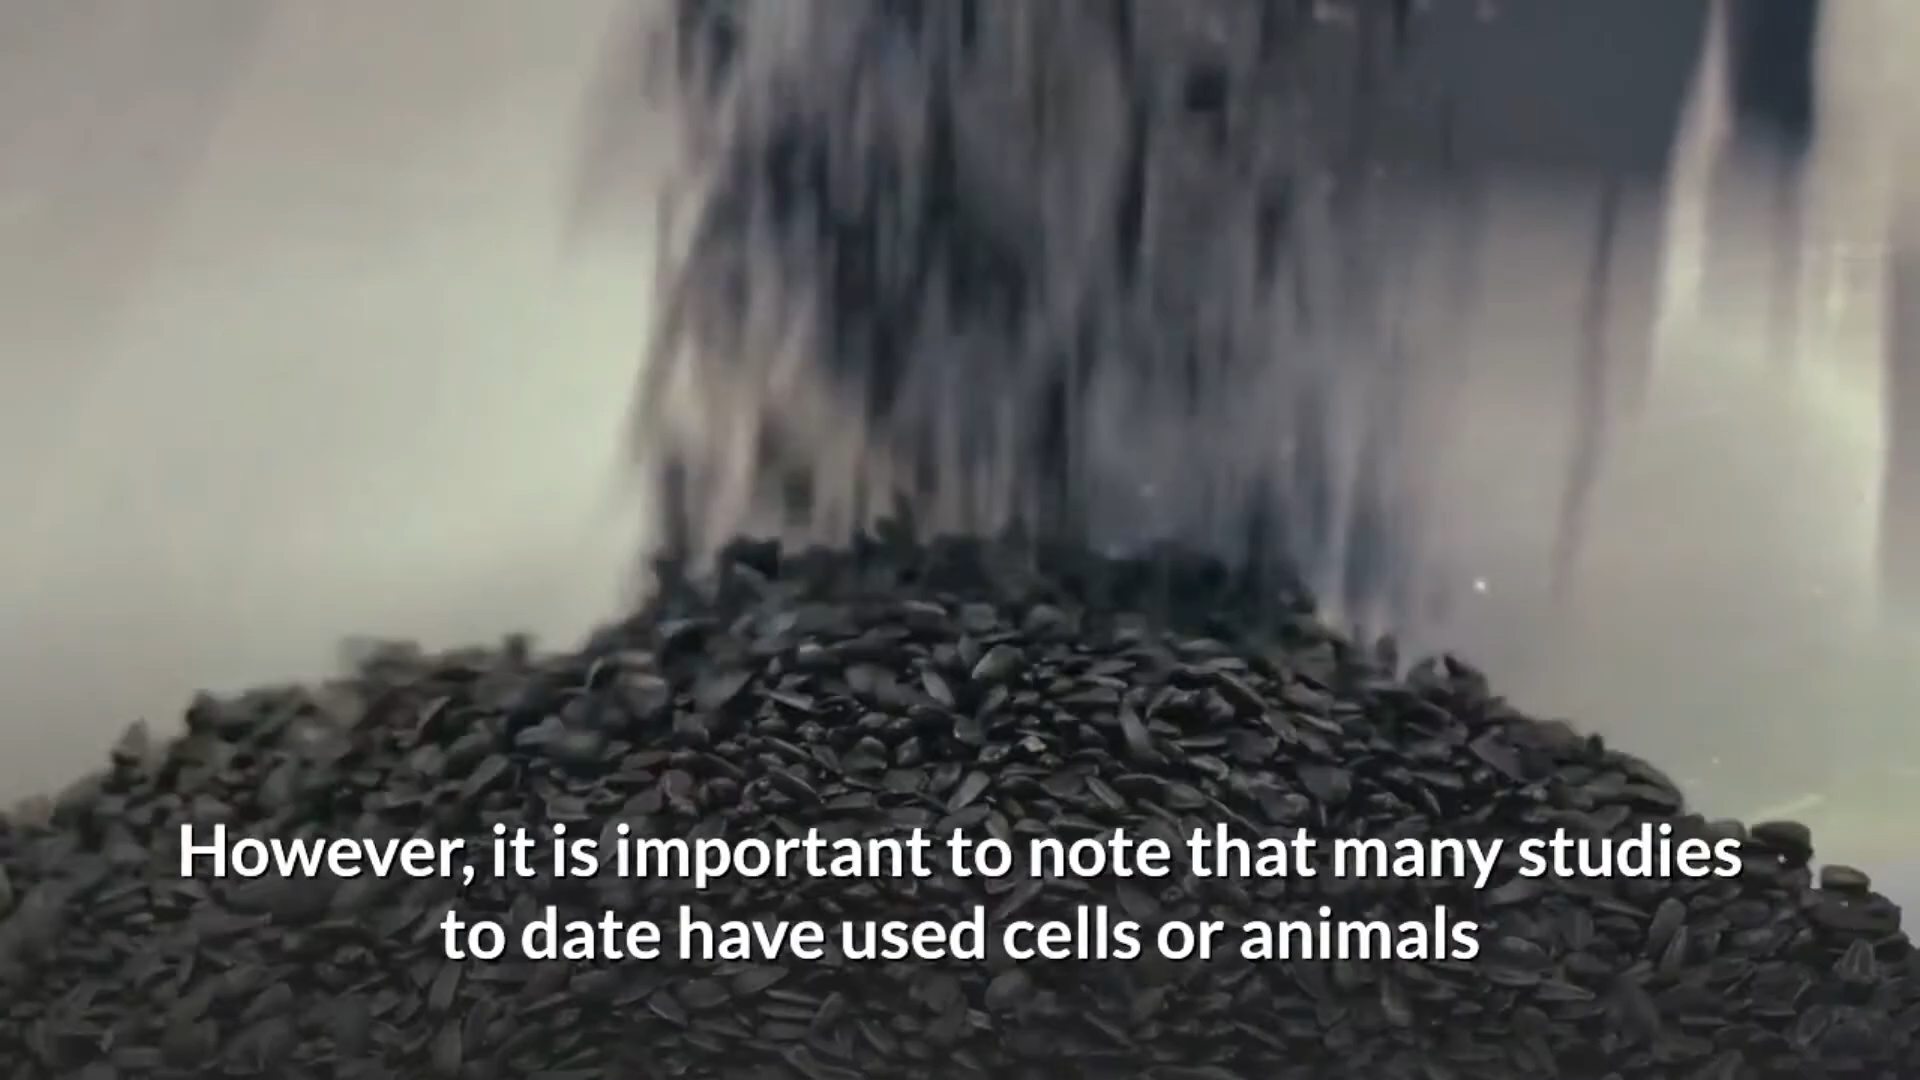 However, it is important to note that many studies
to date have used cells or animals